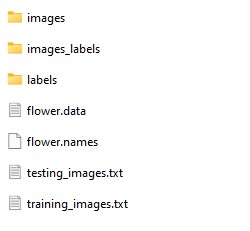 images
images_labels
labels
flower.data
flower.names
testing_images.txt
training_images.txt